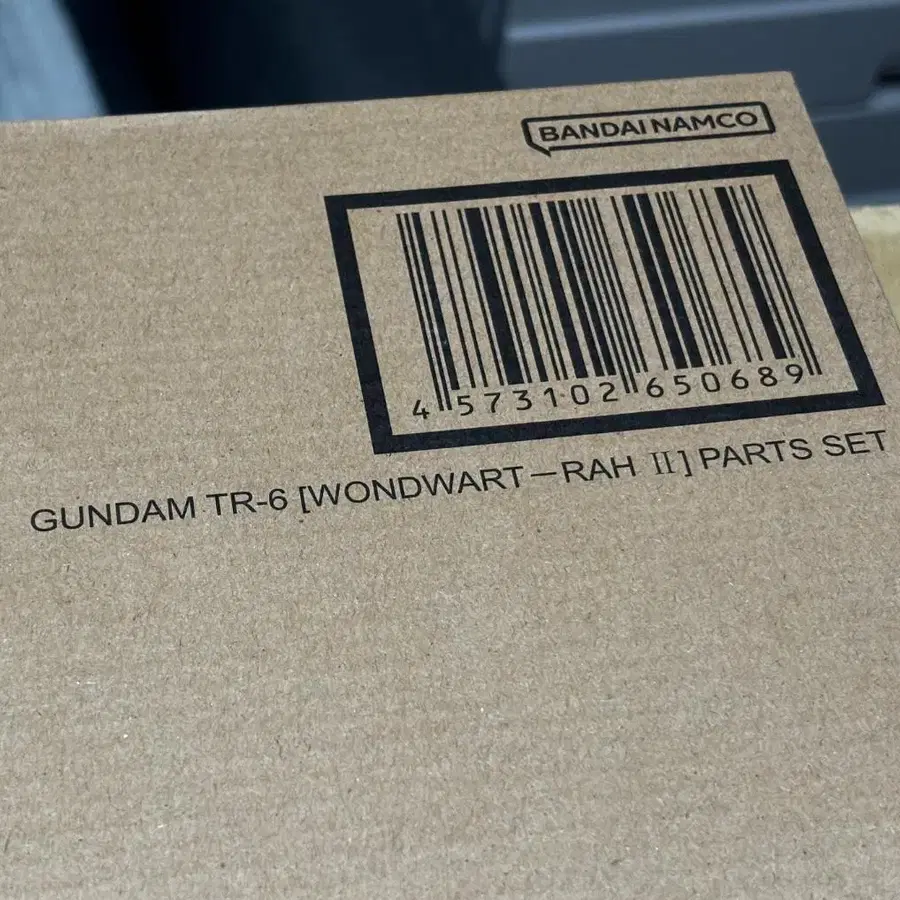 BANDAI NAMCO
4 573102 650689
GUNDAM TR-6 [WONDWART－RAH Ⅱ] PARTS SET